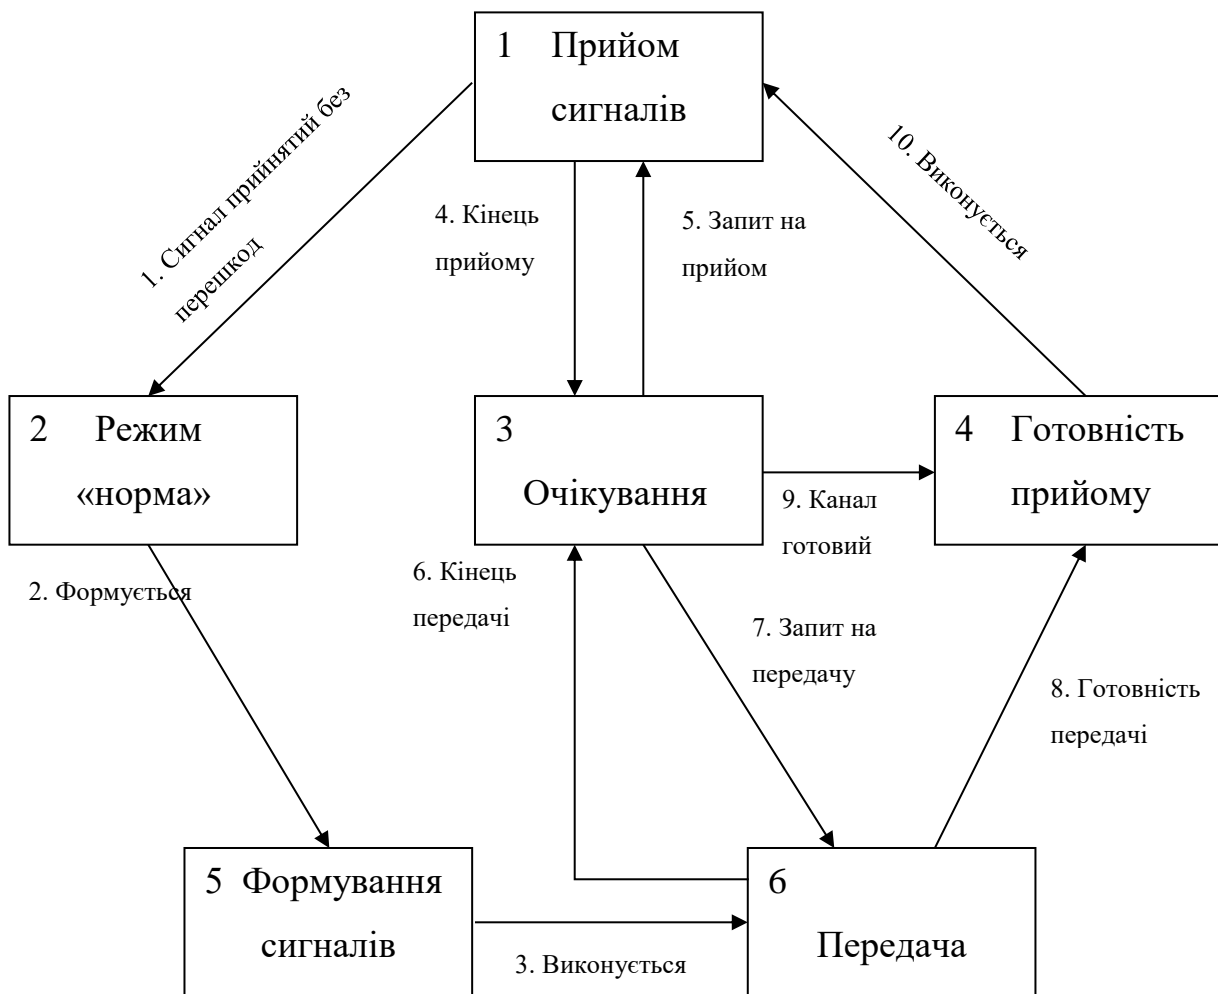 1 Прийом
сигналів
1. Сигнал прийнятий без
перешкод
4. Кінець
прийому
5. Запит на
прийом
10. Виконується
2 Режим
«норма»
3
Очікування
4 Готовність
прийому
9. Канал
готовий
2. Формується
6. Кінець
передачі
7. Запит на
передачу
8. Готовність
передачі
5 Формування
сигналів
6
Передача
3. Виконується